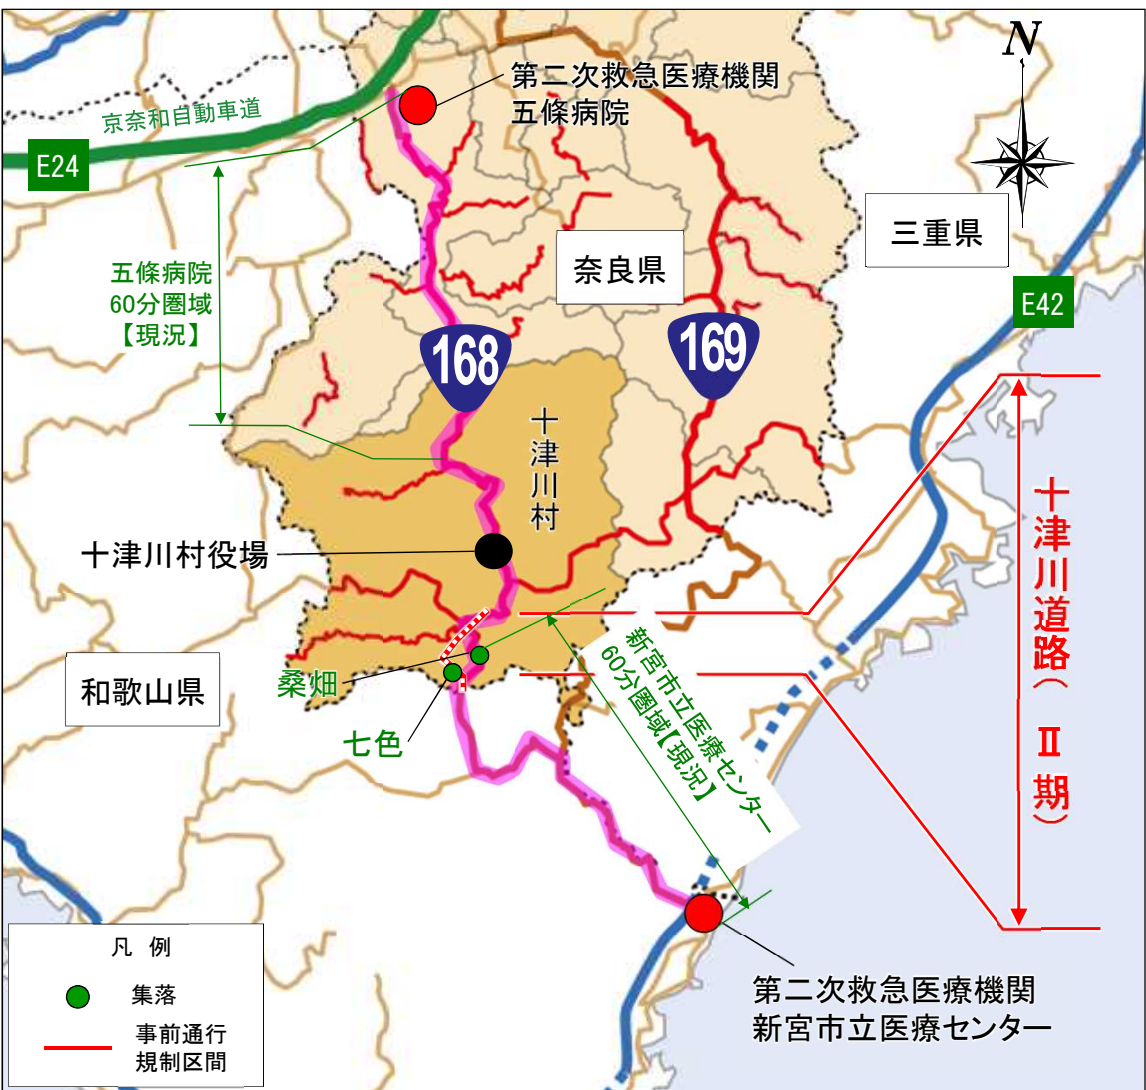 N
第二次救急医療機関
五條病院
京奈和自動車道
E24
三重県
奈良県
五條病院
60分圏域
【現況】
E42
168
169
十津川村
十津川道路(Ⅱ期)
十津川村役場
新宮市立医療センター
60分圏域【現況】
和歌山県
桑畑
七色
凡 例
集落
事前通行
規制区間
第二次救急医療機関
新宮市立医療センター